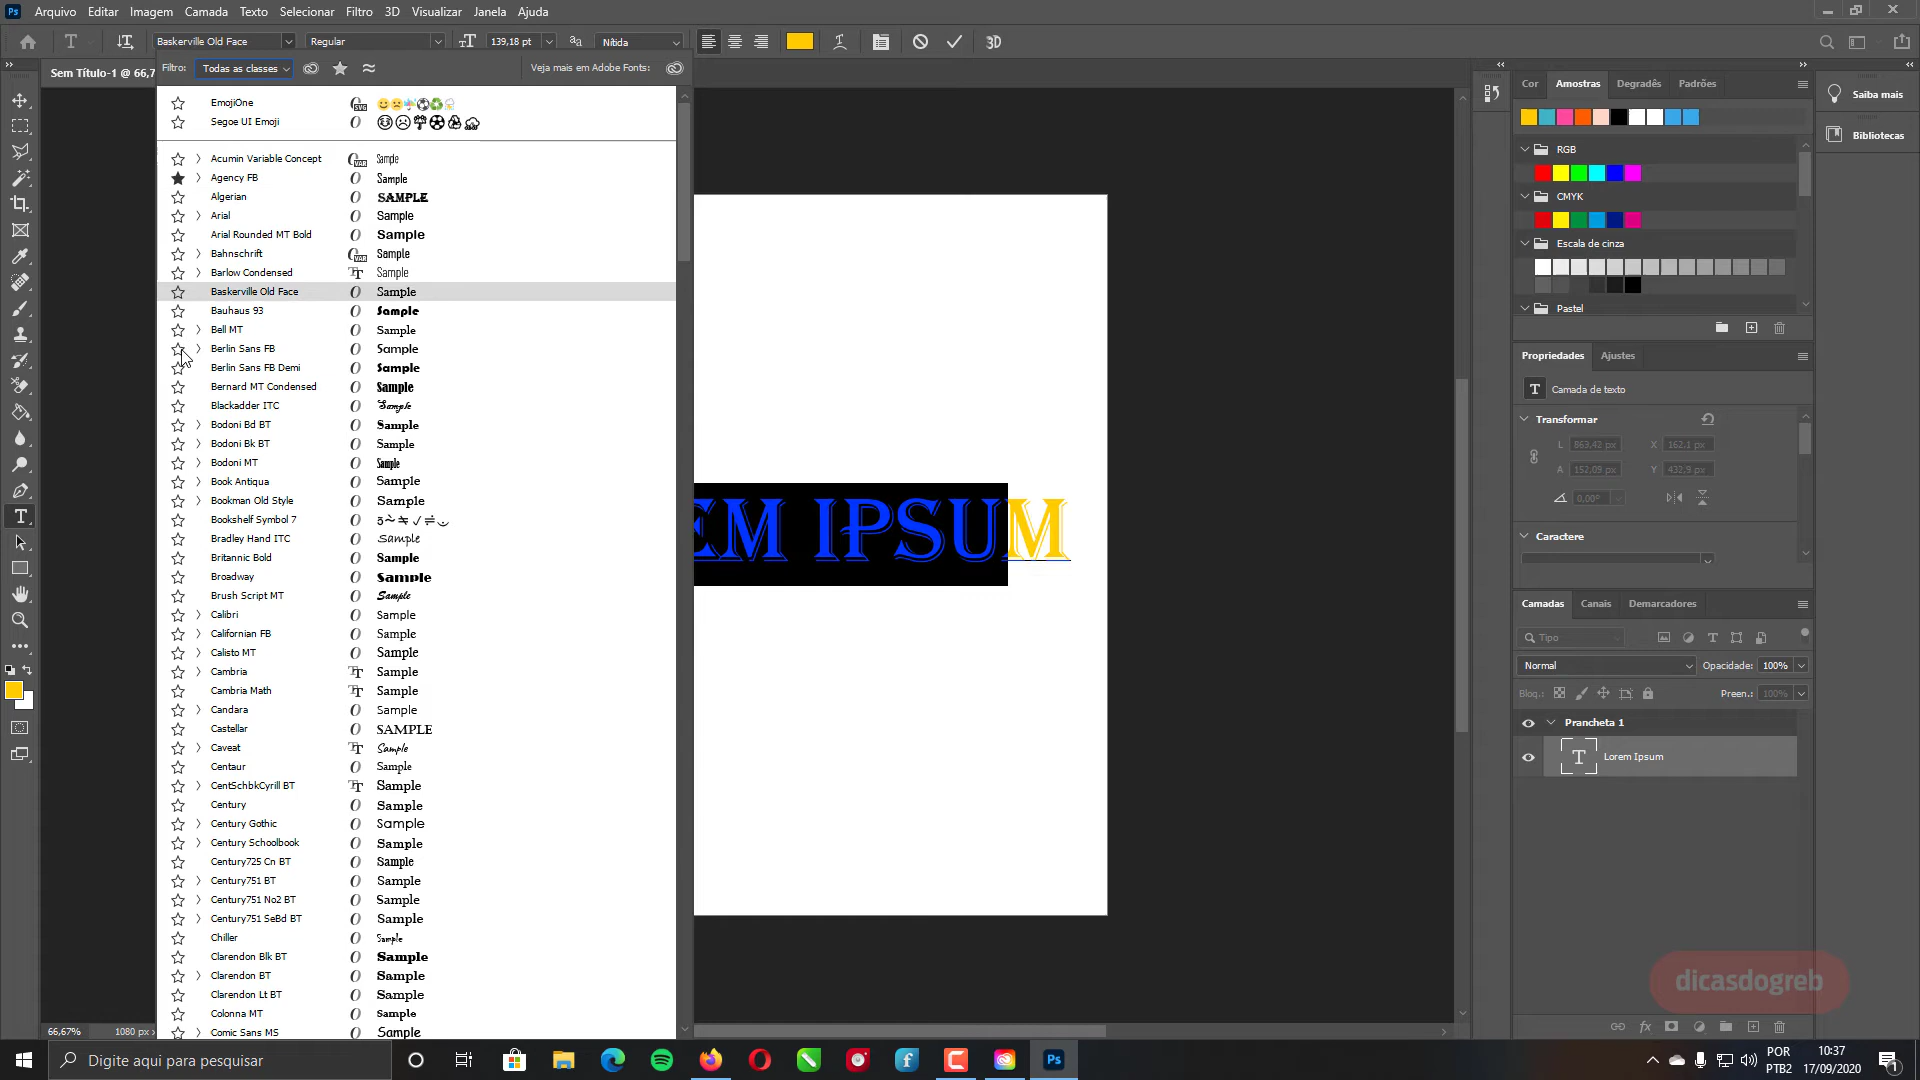 Arquivo Editar Imagem Camada Texto Selecionar Filtro 3D Visualizar Janela Ajuda
Baskerville Old Face Regular 139,18 pt Nítida 3D
Filtro: Todas as classes Veja mais em Adobe Fonts:
Sem Título-1 @ 66,7
EmojiOne
Segoe UI Emoji
Acumin Variable Concept Sample
Agency FB Sample
Algerian SAMPLE
Arial Sample
Arial Rounded MT Bold Sample
Bahnschrift Sample
Barlow Condensed Sample
Baskerville Old Face Sample
Bauhaus 93 Sample
Bell MT Sample
Berlin Sans FB Sample
Berlin Sans FB Demi Sample
Bernard MT Condensed Sample
Blackadder ITC Sample
Bodoni Bd BT Sample
Bodoni Bk BT Sample
Bodoni MT Sample
Book Antiqua Sample
Bookman Old Style Sample
Bookshelf Symbol 7
Bradley Hand ITC Sample
Britannic Bold Sample
Broadway Sample
Brush Script MT Sample
Calibri Sample
Californian FB Sample
Calisto MT Sample
Cambria Sample
Cambria Math Sample
Candara Sample
Castellar SAMPLE
Caveat Sample
Centaur Sample
CentSchbkCyrill BT Sample
Century Sample
Century Gothic Sample
Century Schoolbook Sample
Century725 Cn BT Sample
Century751 BT Sample
Century751 No2 BT Sample
Century751 SeBd BT Sample
Chiller Sample
Clarendon Blk BT Sample
Clarendon BT Sample
Clarendon Lt BT Sample
Colonna MT Sample
Comic Sans MS Sample
EM IPSUM
Cor Amostras Degradês Padrões
RGB
CMYK
Escala de cinza
Pastel
Saiba mais
Bibliotecas
Propriedades Ajustes
Camada de texto
Transformar
L 863,42 px X 162,1 px
A 152,09 px Y 432,9 px
0,00°
Caractere
Camadas Canais Demarcadores
Tipo
Normal Opacidade: 100%
Bloq.: Preen.: 100%
Prancheta 1
Lorem Ipsum
dicasdogreb
66,67% 1080 px
Digite aqui para pesquisar
POR
PTB2
10:37
17/09/2020
1